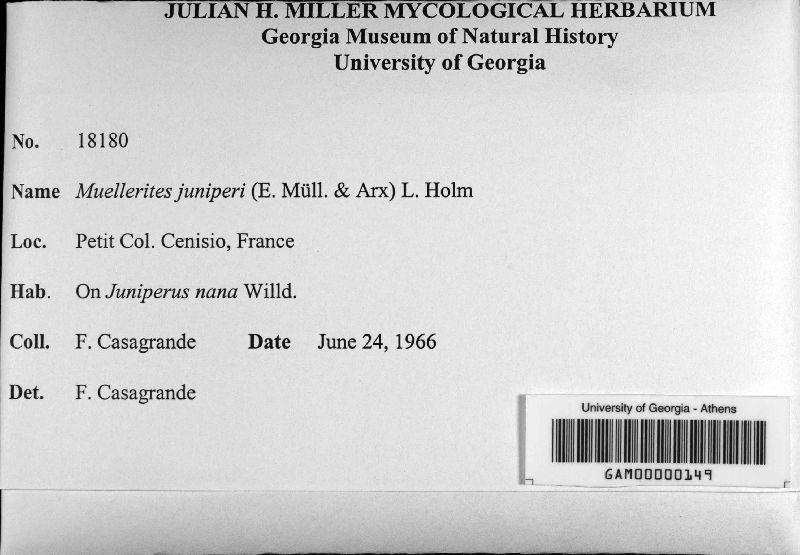 JULIAN H. MILLER MYCOLOGICAL HERBARIUM
Georgia Museum of Natural History
University of Georgia
No. 18180
Name Muellerites juniperi (E. Müll. & Arx) L. Holm
Loc. Petit Col. Cenisio, France
Hab. On Juniperus nana Willd.
Coll. F. Casagrande Date June 24, 1966
Det. F. Casagrande
University of Georgia - Athens
GAM00000149